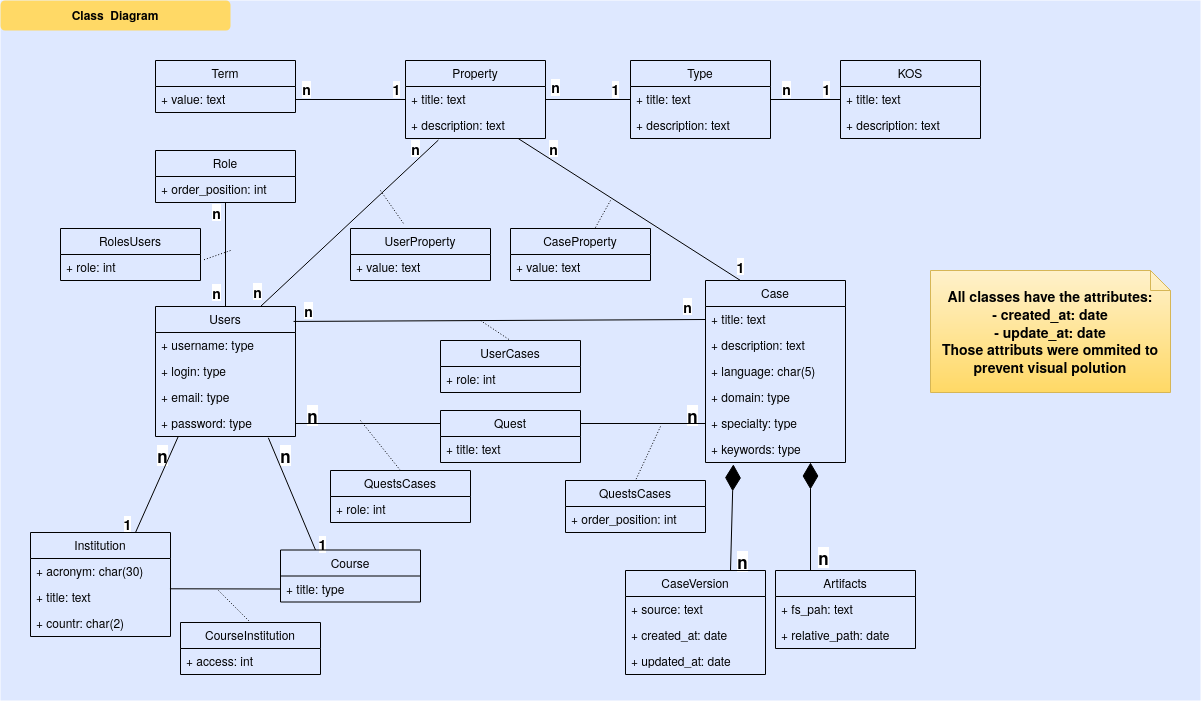 Class  Diagram
Term
+ value: text
n
1
Property
+ title: text
+ description: text
n
1
Type
+ title: text
+ description: text
n
1
KOS
+ title: text
+ description: text
n
n
Role
+ order_position: int
n
RolesUsers
+ role: int
n
UserProperty
+ value: text
CaseProperty
+ value: text
n
1
Users
+ username: type
+ login: type
+ email: type
+ password: type
n
n
UserCases
+ role: int
Case
+ title: text
+ description: text
+ language: char(5)
+ domain: type
+ specialty: type
+ keywords: type
All classes have the attributes:
- created_at: date
- update_at: date
Those attributs were ommited to
prevent visual polution
n
Quest
+ title: text
n
n
n
QuestsCases
+ role: int
QuestsCases
+ order_position: int
1
1
Institution
+ acronym: char(30)
+ title: text
+ countr: char(2)
Course
+ title: type
CourseInstitution
+ access: int
n
n
CaseVersion
+ source: text
+ created_at: date
+ updated_at: date
Artifacts
+ fs_pah: text
+ relative_path: date